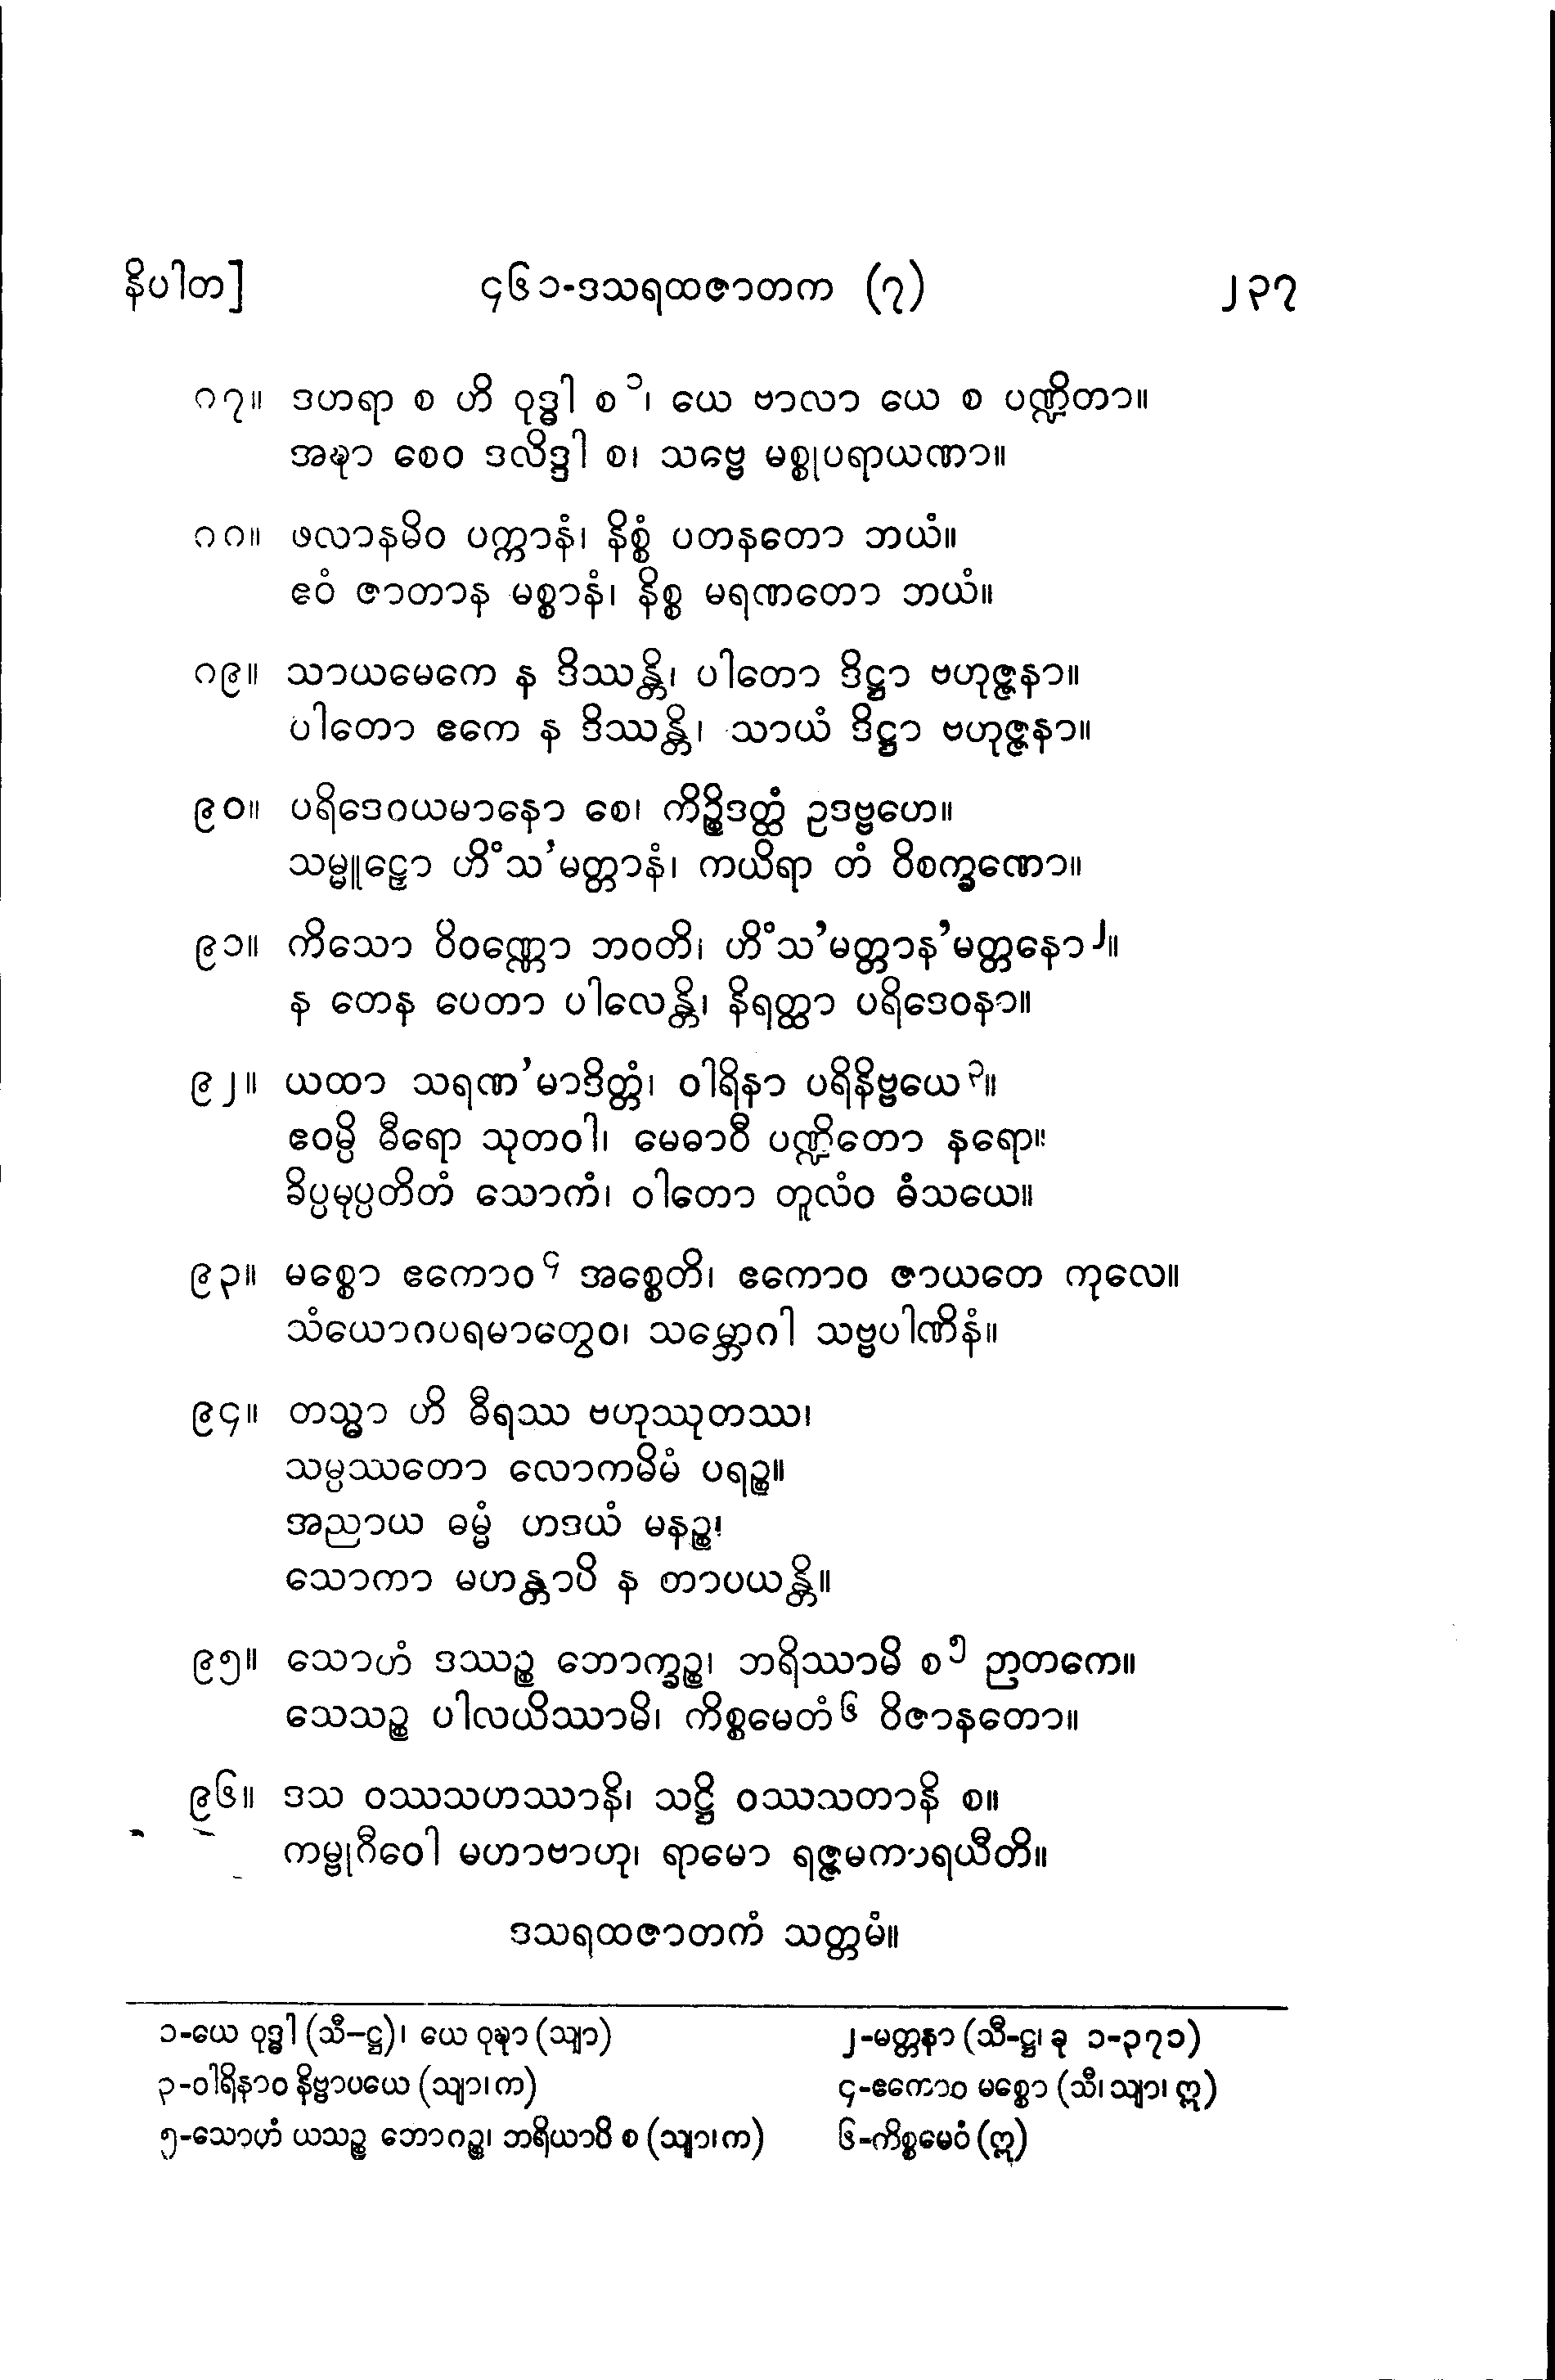 နိပါတ]    ၄၆၁-ဒသရထဇာတက (၇)    ၂၃၇
၈၇။ ဒဟရာ စ ဟိ ဝုဒ္ဓါ စ၁၊ ယေ ဗာလာ ယေ စ ပဏ္ဍိတာ။
အဍ္ဎာ စေဝ ဒလိဒ္ဒါ စ၊ သဗ္ဗေ မစ္စုပရာယဏာ။
၈၈။ ဖလာနမိဝ ပက္ကာနံ၊ နိစ္စံ ပတနတော ဘယံ။
ဧဝံ ဇာတာန မစ္စာနံ၊ နိစ္စ မရဏတော ဘယံ။
၈၉။ သာယမေကေ န ဒိဿန္တိ၊ ပါတော ဒိဋ္ဌာ ဗဟုဇ္ဇနာ။
ပါတော ဧကေ န ဒိဿန္တိ၊ သာယံ ဒိဋ္ဌာ ဗဟုဇ္ဇနာ။
၉၀။ ပရိဒေဝယမာနော စေ၊ ကိဉ္စိဒတ္ထံ ဥဒဗ္ဗဟေ။
သမ္မူဠှော ဟိံသ’မတ္တာနံ၊ ကယိရာ တံ ဝိစက္ခဏော။
၉၁။ ကိသော ဝိဝဏ္ဏော ဘဝတိ၊ ဟိံသ’မတ္တာန’မတ္တနော၂။
န တေန ပေတာ ပါလေန္တိ၊ နိရတ္ထာ ပရိဒေဝနာ။
၉၂။ ယထာ သရဏ’မာဒိတ္တံ၊ ဝါရိနာ ပရိနိဗ္ဗယေ၃။
ဧဝမ္ပိ ဓီရော သုတဝါ၊ မေဓာဝီ ပဏ္ဍိတော နရော။
ခိပ္ပမုပ္ပတိတံ သောကံ၊ ဝါတော တူလံဝ ဓံသယေ။
၉၃။ မစ္စော ဧကောဝ၄ အစ္စေတိ၊ ဧကောဝ ဇာယတေ ကုလေ။
သံယောဂပရမာတွေဝ၊ သမ္ဘောဂါ သဗ္ဗပါဏိနံ။
၉၄။ တသ္မာ ဟိ ဓီရဿ ဗဟုဿုတဿ၊
သမ္ပဿတော လောကမိမံ ပရဉ္စ။
အညာယ ဓမ္မံ ဟဒယံ မနဉ္စ၊
သောကာ မဟန္တာပိ န တာပယန္တိ။
၉၅။ သောဟံ ဒဿဉ္စ ဘောက္ခဉ္စ၊ ဘရိဿာမိ စ၅ ဉာတကေ။
သေသဉ္စ ပါလယိဿာမိ၊ ကိစ္စမေတံ၆ ဝိဇာနတော။
၉၆။ ဒသ ဝဿသဟဿာနိ၊ သဋ္ဌိ ဝဿသတာနိ စ။
ကမ္ဗုဂီဝေါ မဟာဗာဟု၊ ရာမော ရဇ္ဇမကာရယီတိ။
ဒသရထဇာတကံ သတ္တမံ။
၁-ယေ ဝုဒ္ဓါ (သီ-ဋ္ဌ)၊ ယေ ဝုဍ္ဎာ (သျာ)    ၂-မတ္တနာ (သီ-ဋ္ဌ၊ ခု ၁-၃၇၁)
၃-ဝါရိနာဝ နိဗ္ဗာပယေ (သျာ၊ က)    ၄-ဧကောဝ မစ္စော (သီ၊ သျာ၊ ဣ)
၅-သောဟံ ယသဉ္စ ဘောဂဉ္စ၊ ဘရိယာပိ စ (သျာ၊ က)    ၆-ကိစ္စမေဝံ (ဣ)